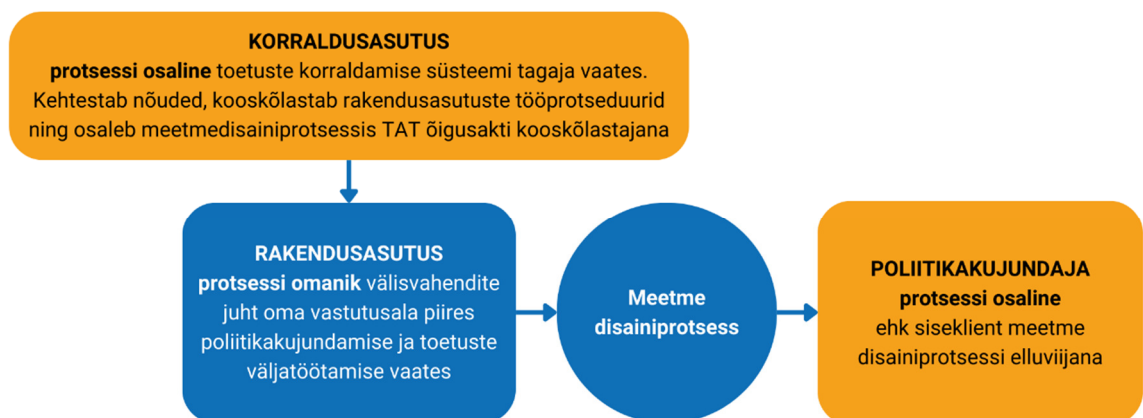 KORRALDUSASUTUS
protsessi osaline toetuste korraldamise süsteemi tagaja vaates.
Kehtestab nõuded, kooskõlastab rakendusasutuste tööprotseduurid
ning osaleb meetmedisainiprotsessis TAT õigusakti kooskõlastajana
RAKENDUSASUTUS
protsessi omanik välisvahendite
juht oma vastutusala piires
poliitikakujundamise ja toetuste
väljatöötamise vaates
Meetme
disainiprotsess
POLIITIKAKUJUNDAJA
protsessi osaline
ehk siseklient meetme
disainiprotsessi elluviijana